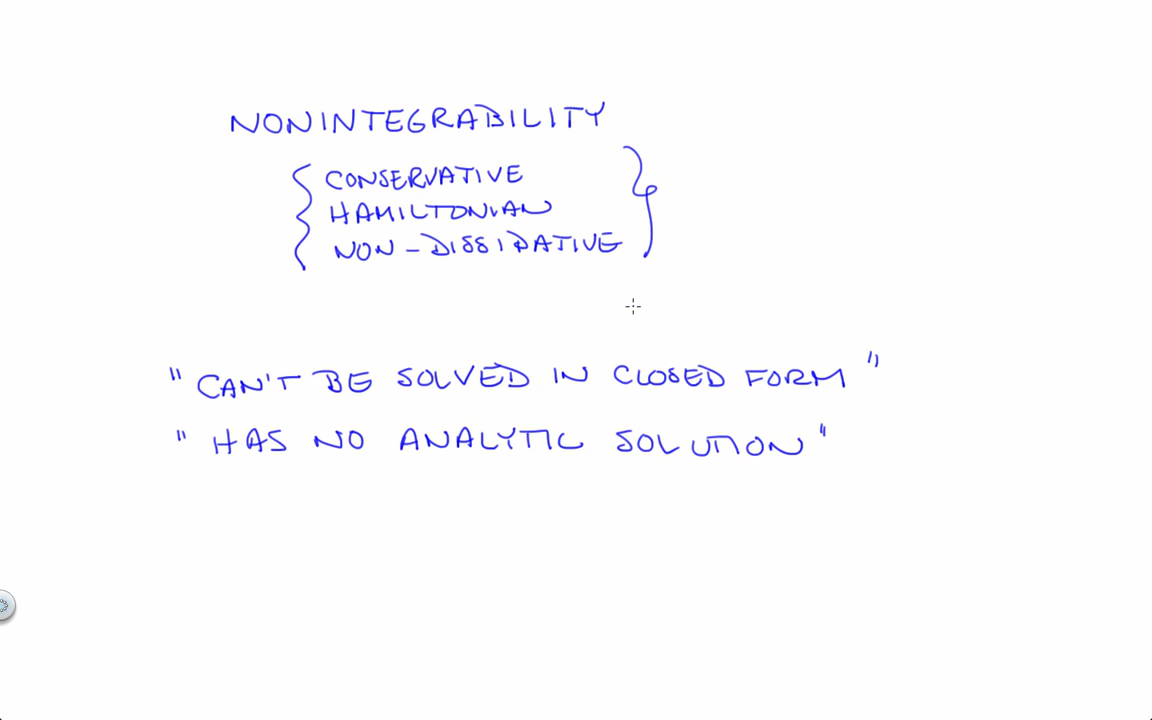 NONINTEGRABILITY
CONSERVATIVE
HAMILTONIAN
NON-DISSIPATIVE
"CAN'T BE SOLVED IN CLOSED FORM"
"HAS NO ANALYTIC SOLUTION"